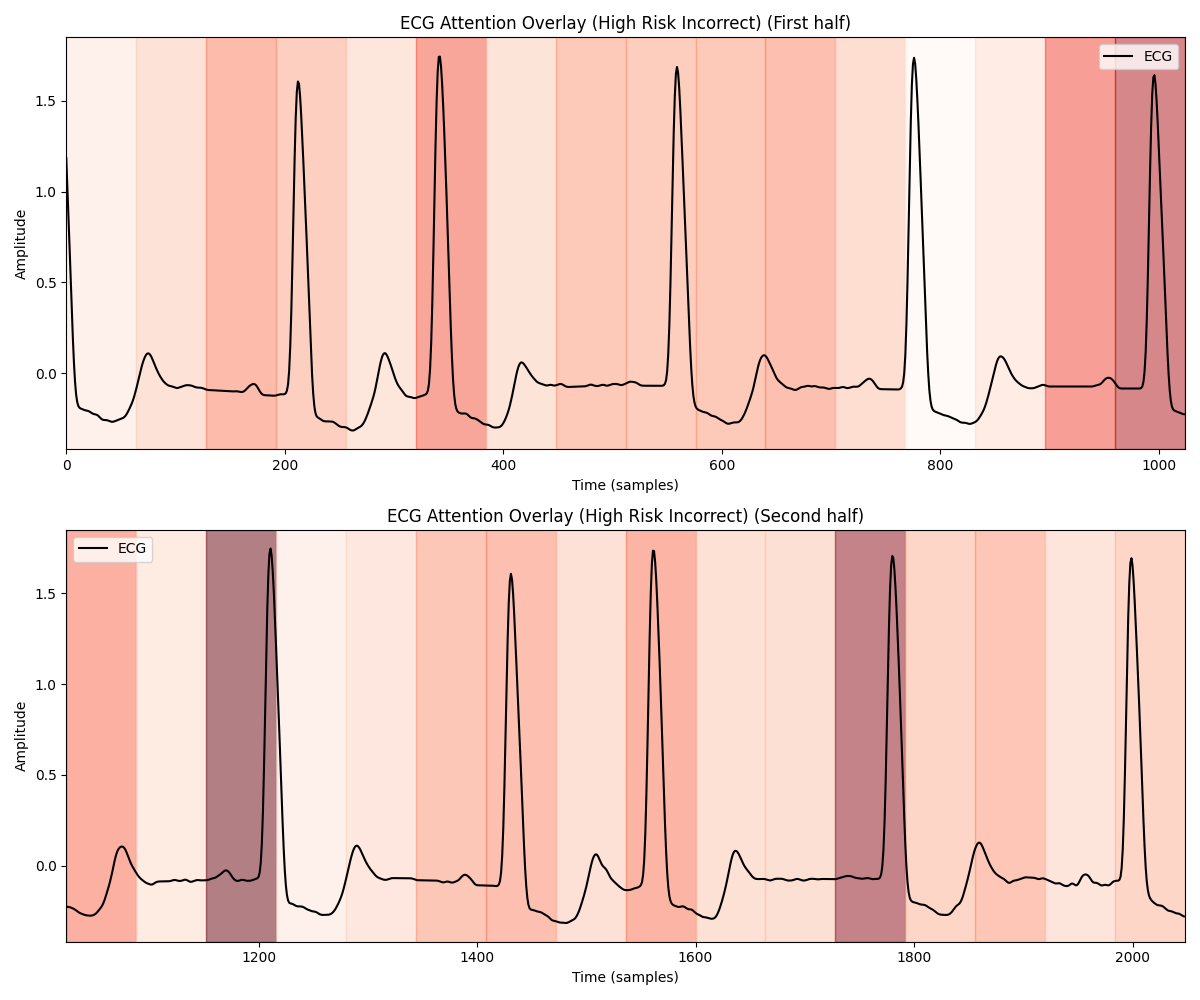 ECG Attention Overlay (High Risk Incorrect) (First half)
ECG
1.5
1.0
0.5
0.0
Amplitude
0 200 400 600 800 1000
Time (samples)
ECG Attention Overlay (High Risk Incorrect) (Second half)
ECG
1.5
1.0
0.5
0.0
Amplitude
1200 1400 1600 1800 2000
Time (samples)